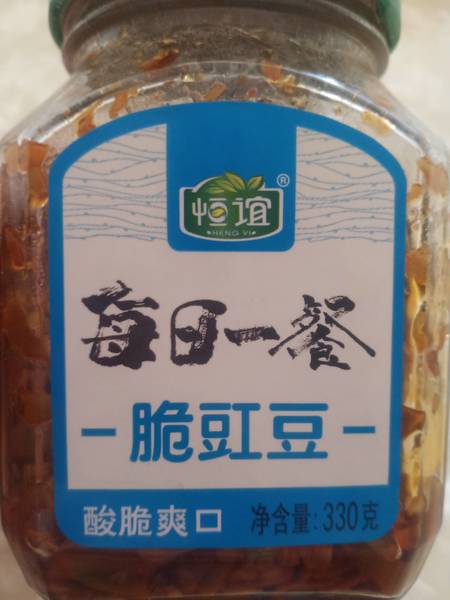 恒谊®
HENG YI
每日一餐
脆豇豆
酸脆爽口
净含量:330克